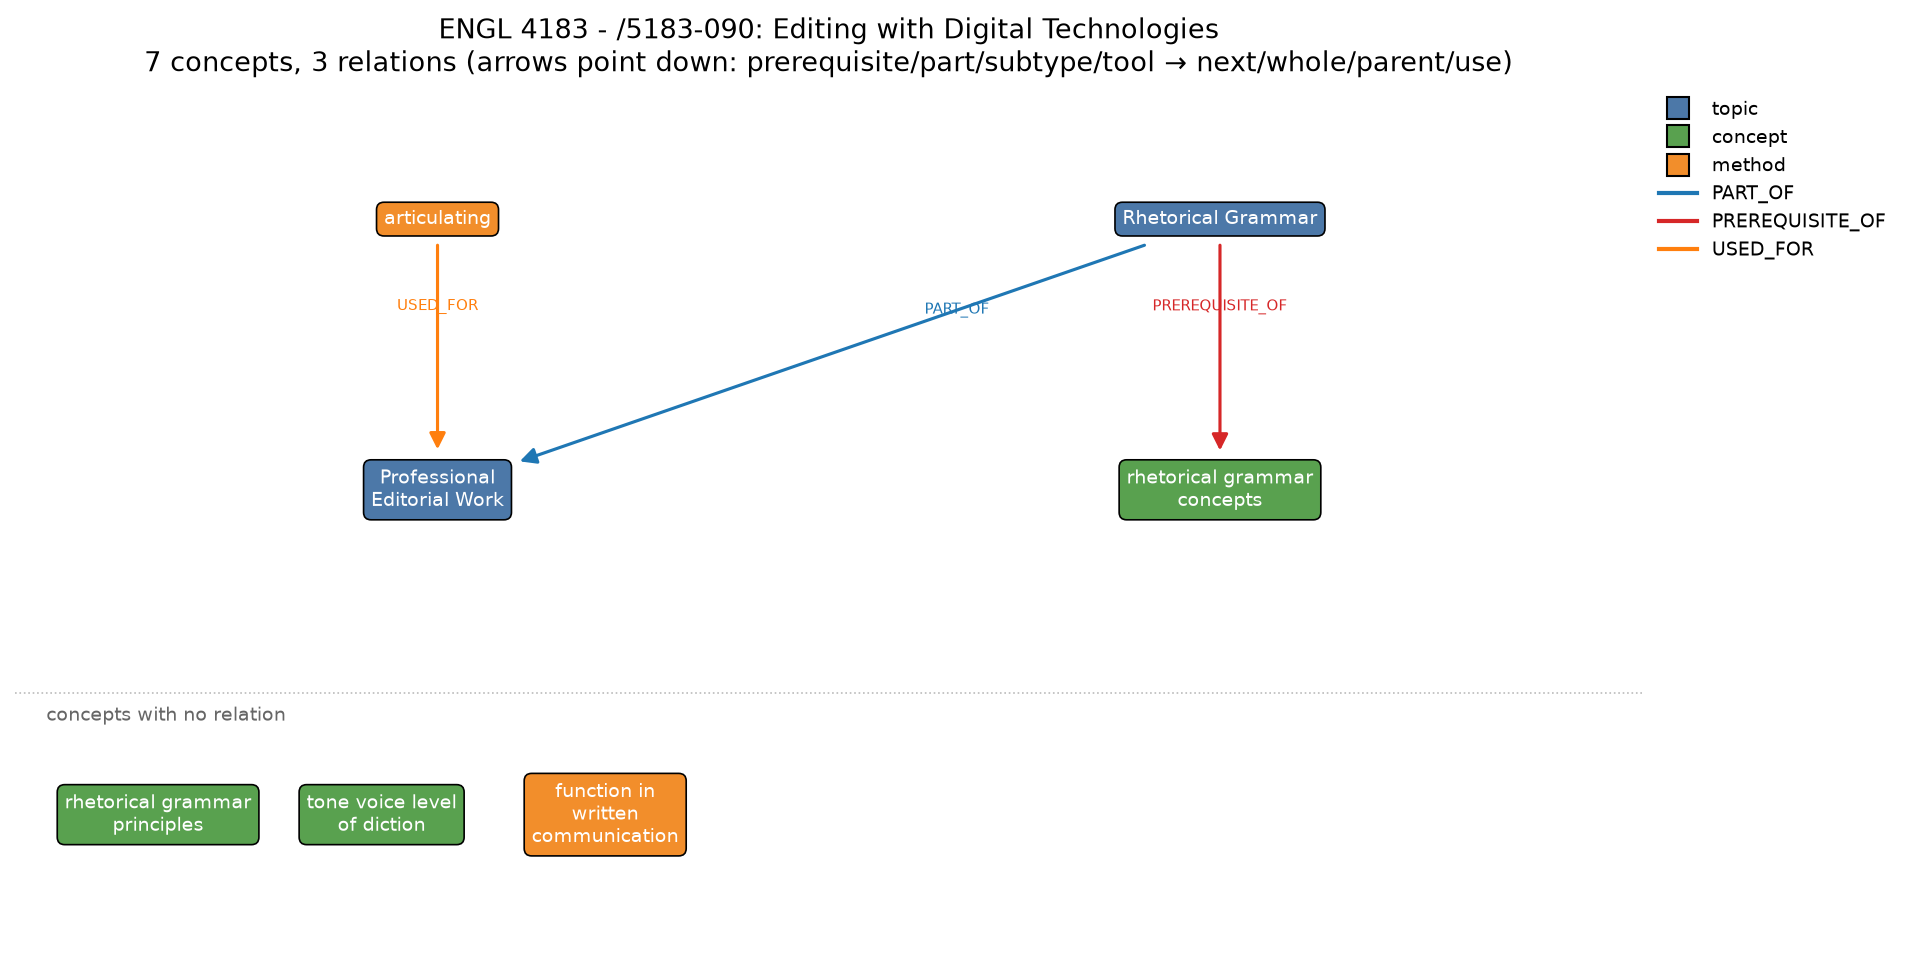 ENGL 4183 - /5183-090: Editing with Digital Technologies
7 concepts, 3 relations (arrows point down: prerequisite/part/subtype/tool → next/whole/parent/use)
topic
concept
method
PART_OF
PREREQUISITE_OF
USED_FOR
articulating
Rhetorical Grammar
USED_FOR
PART_OF
PREREQUISITE_OF
Professional
Editorial Work
rhetorical grammar
concepts
concepts with no relation
rhetorical grammar
principles
tone voice level
of diction
function in
written
communication